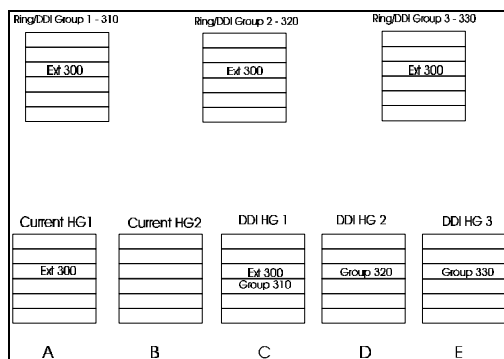 Ring/DDI Group 1 - 310
Ring/DDI Group 2 - 320
Ring/DDI Group 3 - 330
Ext 300
Ext 300
Ext 300
Current HG1
Current HG2
DDI HG 1
DDI HG 2
DDI HG 3
Ext 300
Ext 300
Group 320
Group 330
Group 310
A
B
C
D
E